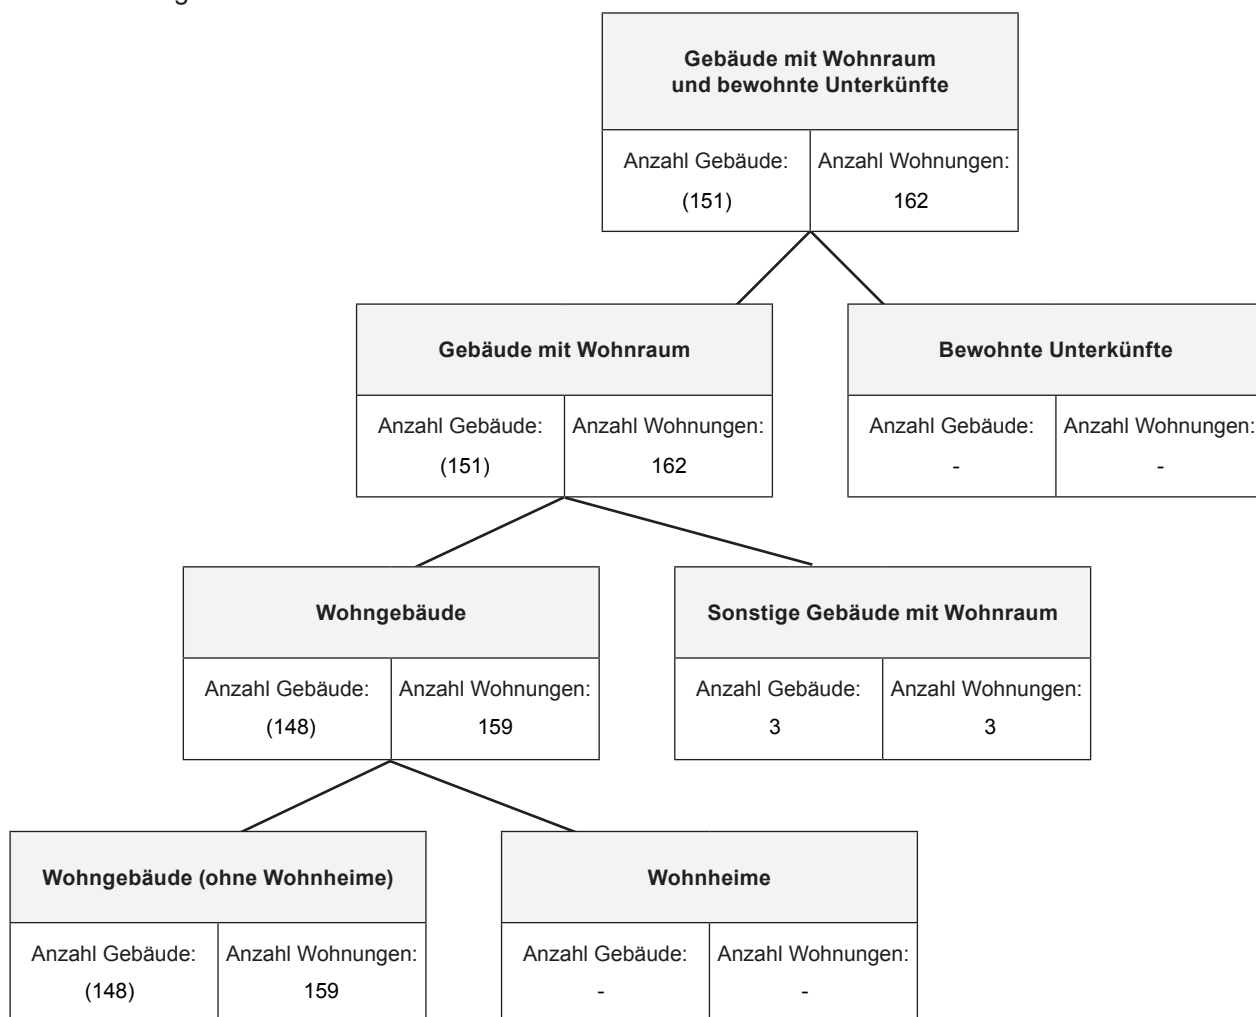 Gebäude mit Wohnraum
und bewohnte Unterkünfte
Anzahl Gebäude: Anzahl Wohnungen:
(151) 162
Gebäude mit Wohnraum
Anzahl Gebäude: Anzahl Wohnungen:
(151) 162
Bewohnte Unterkünfte
Anzahl Gebäude: Anzahl Wohnungen:
- -
Wohngebäude
Anzahl Gebäude: Anzahl Wohnungen:
(148) 159
Sonstige Gebäude mit Wohnraum
Anzahl Gebäude: Anzahl Wohnungen:
3 3
Wohngebäude (ohne Wohnheime)
Anzahl Gebäude: Anzahl Wohnungen:
(148) 159
Wohnheime
Anzahl Gebäude: Anzahl Wohnungen:
- -